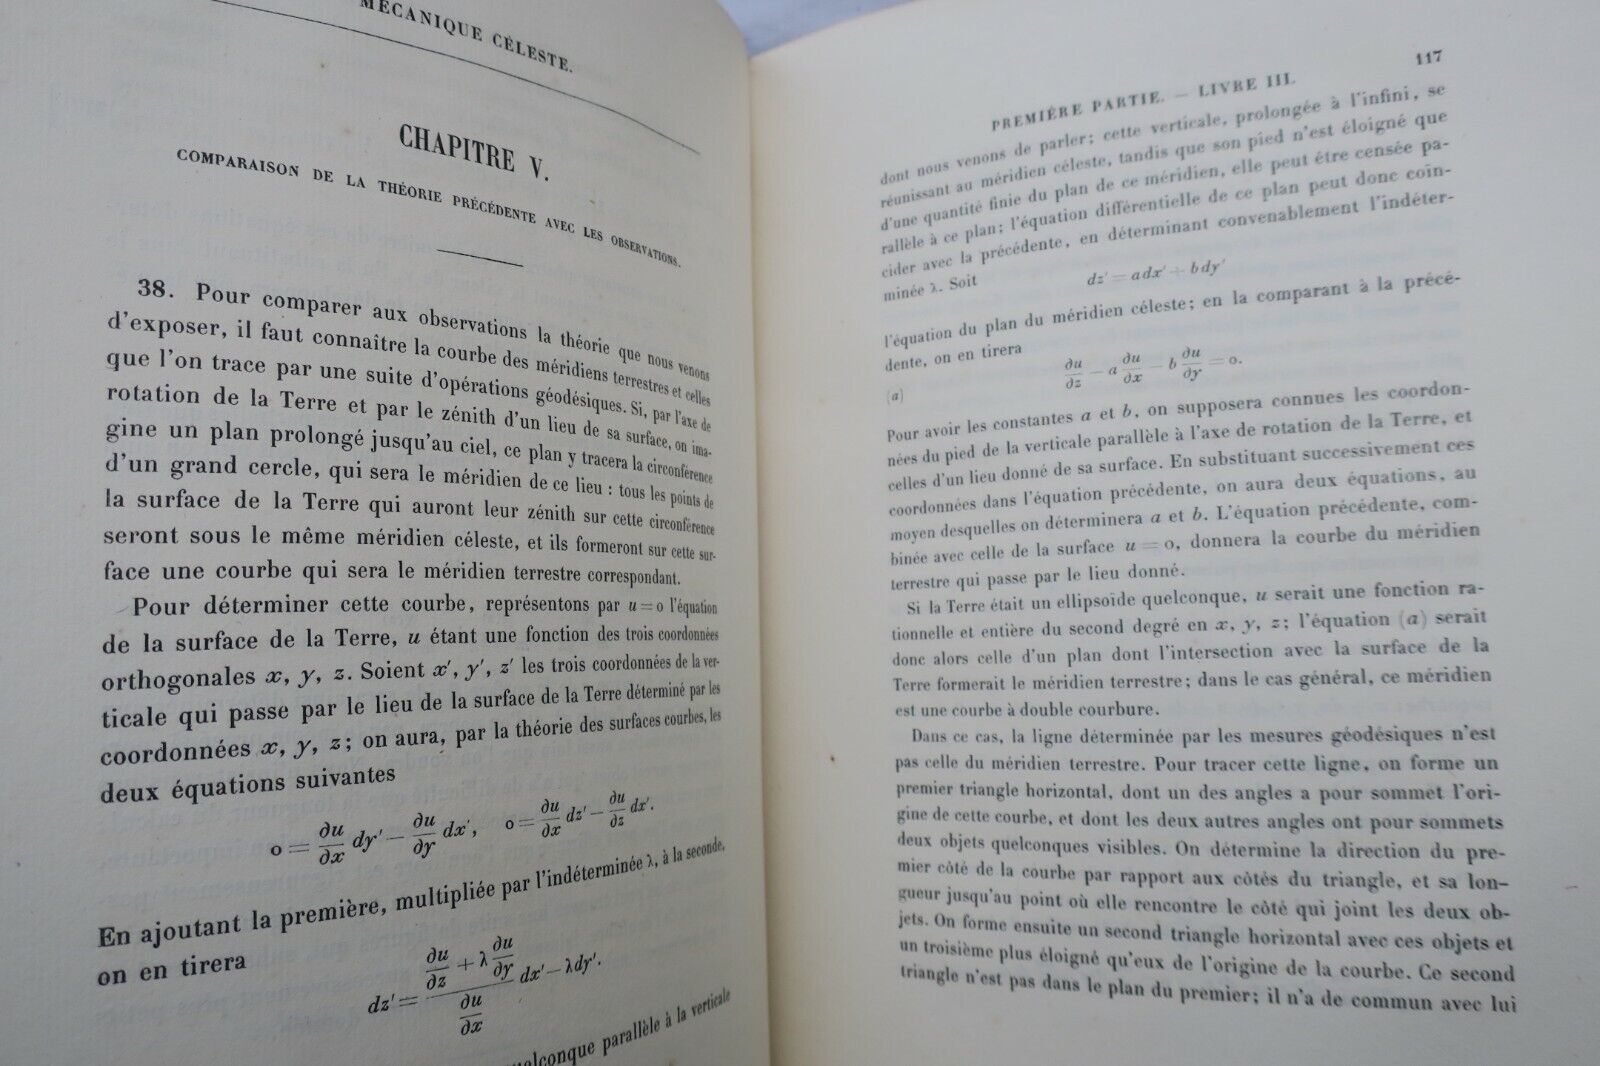 MÉCANIQUE CÉLESTE.
CHAPITRE V.
COMPARAISON DE LA THÉORIE PRÉCÉDENTE AVEC LES OBSERVATIONS.
38. Pour comparer aux observations la théorie que nous venons
d'exposer, il faut connaître la courbe des méridiens terrestres et celles
que l'on trace par une suite d'opérations géodésiques. Si, par l'axe de
rotation de la Terre et par le zénith d'un lieu de sa surface, on ima-
gine un plan prolongé jusqu'au ciel, ce plan y tracera la circonférence
d'un grand cercle, qui sera le méridien de ce lieu : tous les points de
la surface de la Terre qui auront leur zénith sur cette circonférence
seront sous le même méridien céleste, et ils formeront sur cette sur-
face une courbe qui sera le méridien terrestre correspondant.
Pour déterminer cette courbe, représentons par u = o l'équation
de la surface de la Terre, u étant une fonction des trois coordonnées
orthogonales x, y, z. Soient x', y', z' les trois coordonnées de la ver-
ticale qui passe par le lieu de la surface de la Terre déterminé par les
coordonnées x, y, z; on aura, par la théorie des surfaces courbes, les
deux équations suivantes
o = ∂u/∂x dy' − ∂u/∂y dx', o = ∂u/∂x dz' − ∂u/∂z dx'.
En ajoutant la première, multipliée par l'indéterminée λ, à la seconde,
on en tirera
dz' = (∂u/∂z + λ ∂u/∂y)/(∂u/∂x) dx' − λdy'.
quelconque parallèle à la verticale
PREMIÈRE PARTIE. — LIVRE III. 117
dont nous venons de parler; cette verticale, prolongée à l'infini, se
réunissant au méridien céleste, tandis que son pied n'est éloigné que
d'une quantité finie du plan de ce méridien, elle peut être censée pa-
rallèle à ce plan; l'équation différentielle de ce plan peut donc coïn-
cider avec la précédente, en déterminant convenablement l'indéter-
minée λ. Soit
dz' = adx' + bdy'
l'équation du plan du méridien céleste; en la comparant à la précé-
dente, on en tirera
(a) ∂u/∂z − a ∂u/∂x − b ∂u/∂y = o.
Pour avoir les constantes a et b, on supposera connues les coordon-
nées du pied de la verticale parallèle à l'axe de rotation de la Terre, et
celles d'un lieu donné de sa surface. En substituant successivement ces
coordonnées dans l'équation précédente, on aura deux équations, au
moyen desquelles on déterminera a et b. L'équation précédente, com-
binée avec celle de la surface u = o, donnera la courbe du méridien
terrestre qui passe par le lieu donné.
Si la Terre était un ellipsoïde quelconque, u serait une fonction ra-
tionnelle et entière du second degré en x, y, z; l'équation (a) serait
donc alors celle d'un plan dont l'intersection avec la surface de la
Terre formerait le méridien terrestre; dans le cas général, ce méridien
est une courbe à double courbure.
Dans ce cas, la ligne déterminée par les mesures géodésiques n'est
pas celle du méridien terrestre. Pour tracer cette ligne, on forme un
premier triangle horizontal, dont un des angles a pour sommet l'ori-
gine de cette courbe, et dont les deux autres angles ont pour sommets
deux objets quelconques visibles. On détermine la direction du pre-
mier côté de la courbe par rapport aux côtés du triangle, et sa lon-
gueur jusqu'au point où elle rencontre le côté qui joint les deux ob-
jets. On forme ensuite un second triangle horizontal avec ces objets et
un troisième plus éloigné qu'eux de l'origine de la courbe. Ce second
triangle n'est pas dans le plan du premier; il n'a de commun avec lui